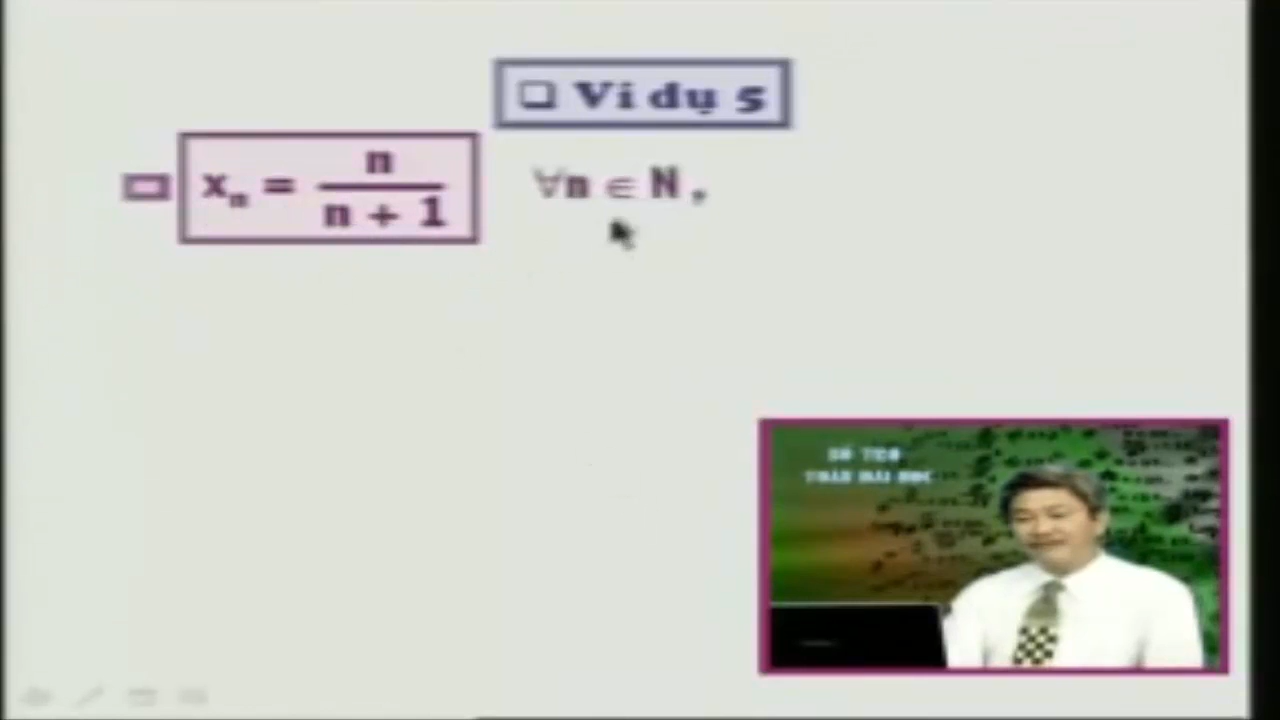 ❑ Ví dụ 5
xₙ = n / (n + 1) ∀n ∈ N ,